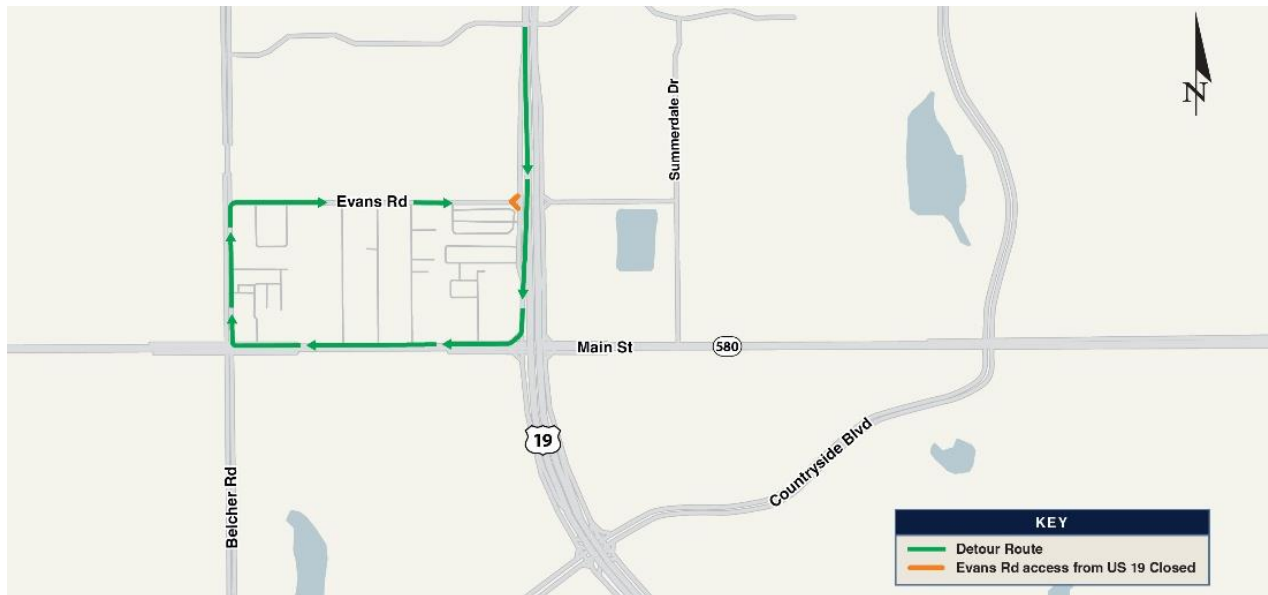 N
Summerdale Dr
Evans Rd
Main St
580
19
Belcher Rd
Countryside Blvd
KEY
Detour Route
Evans Rd access from US 19 Closed